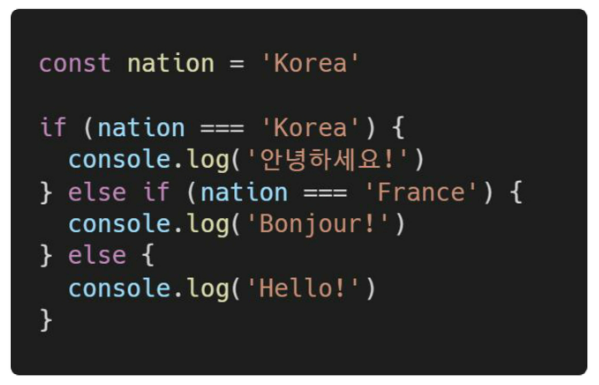 const nation = 'Korea'
if (nation === 'Korea') {
  console.log('안녕하세요!')
} else if (nation === 'France') {
  console.log('Bonjour!')
} else {
  console.log('Hello!')
}